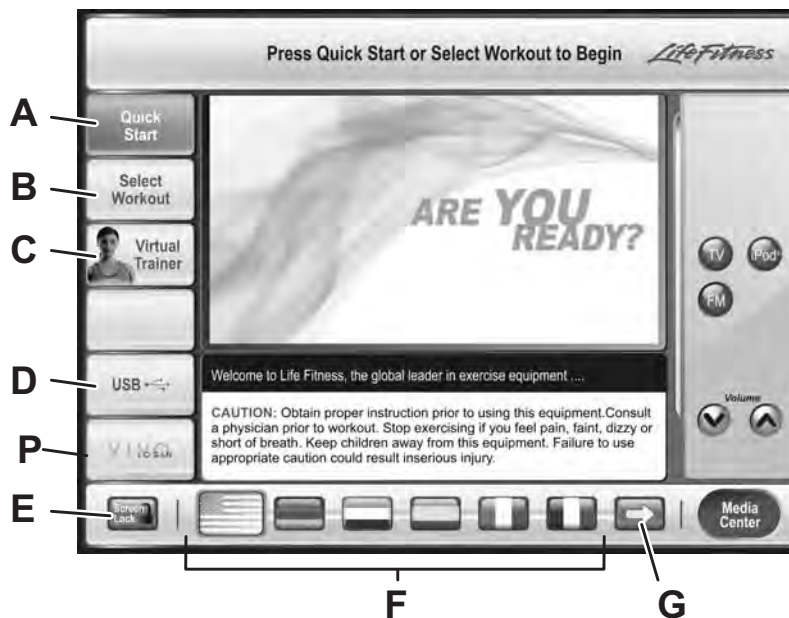 Press Quick Start or Select Workout to Begin
LifeFitness
A
Quick
Start
B
Select
Workout
C
Virtual
Trainer
ARE YOU
READY?
TV
iPod
FM
D
USB
Welcome to Life Fitness, the global leader in exercise equipment ....
CAUTION: Obtain proper instruction prior to using this equipment.Consult
a physician prior to workout. Stop exercising if you feel pain, faint, dizzy or
short of breath. Keep children away from this equipment. Failure to use
appropriate caution could result inserious injury.
Volume
P
E
Screen
Lock
Media
Center
F
G